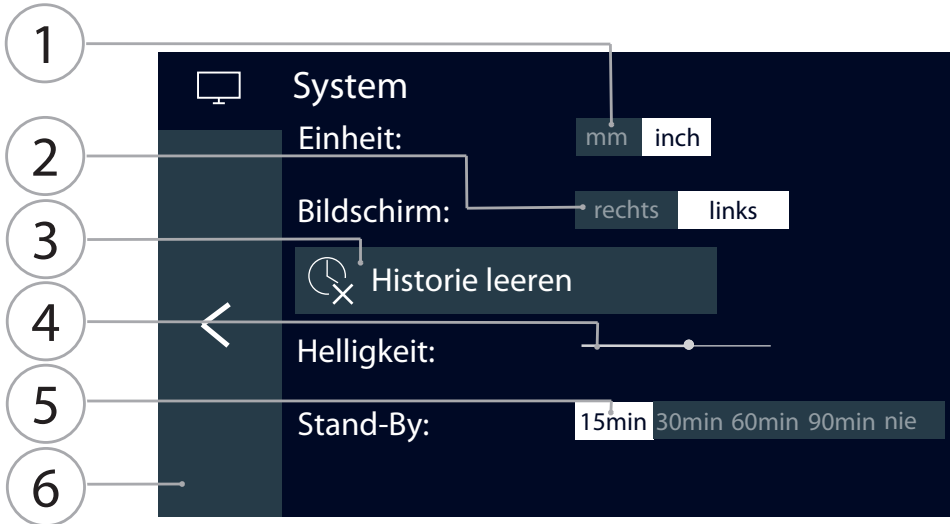 1
System
Einheit: mm inch
2
Bildschirm: rechts links
3
Historie leeren
4
Helligkeit:
5
Stand-By: 15min 30min 60min 90min nie
6